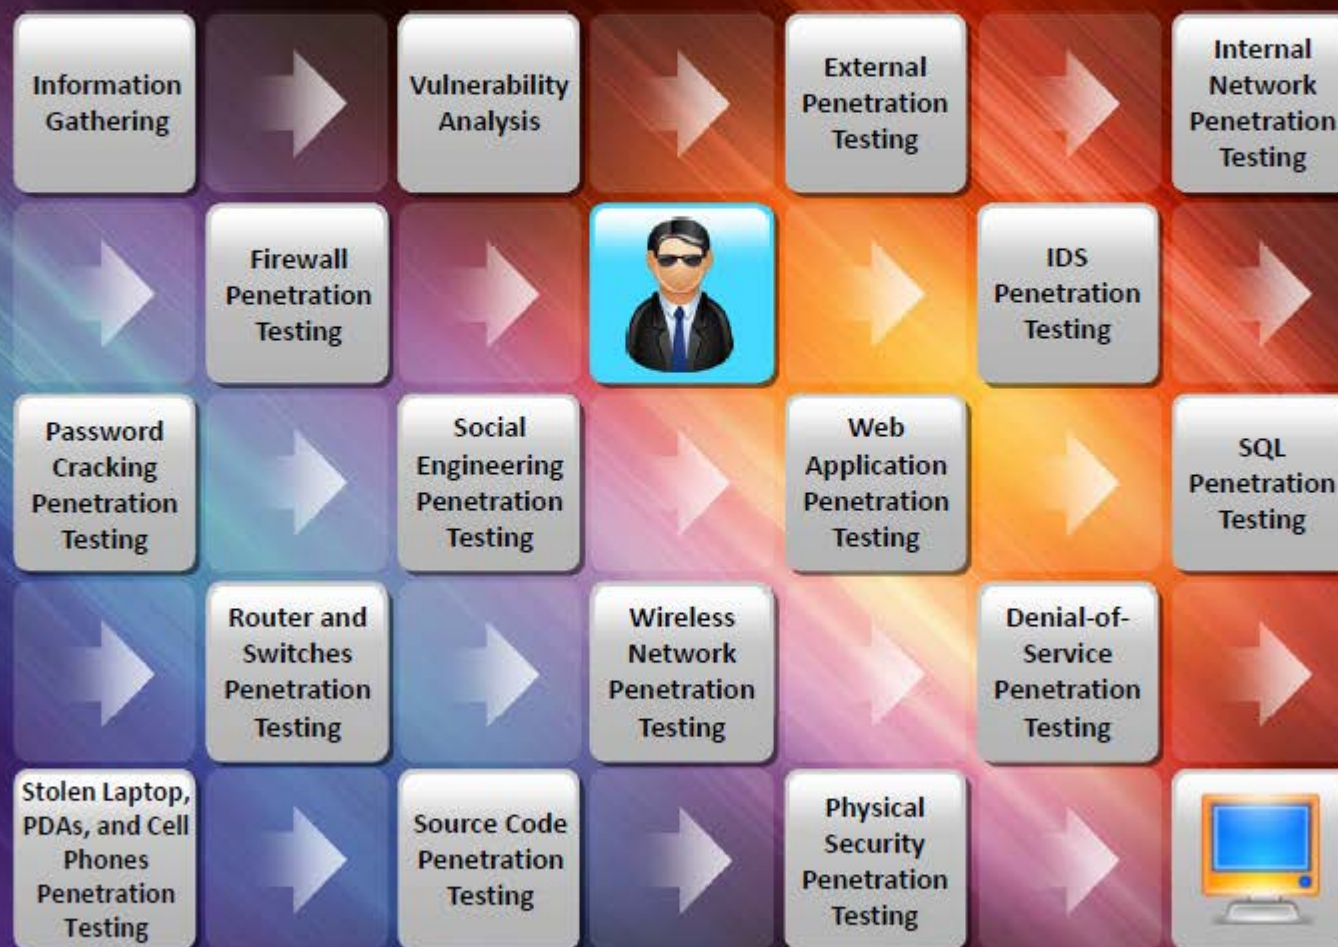 Information
Gathering
Vulnerability
Analysis
External
Penetration
Testing
Internal
Network
Penetration
Testing
Firewall
Penetration
Testing
IDS
Penetration
Testing
Password
Cracking
Penetration
Testing
Social
Engineering
Penetration
Testing
Web
Application
Penetration
Testing
SQL
Penetration
Testing
Router and
Switches
Penetration
Testing
Wireless
Network
Penetration
Testing
Denial-of-
Service
Penetration
Testing
Stolen Laptop,
PDAs, and Cell
Phones
Penetration
Testing
Source Code
Penetration
Testing
Physical
Security
Penetration
Testing